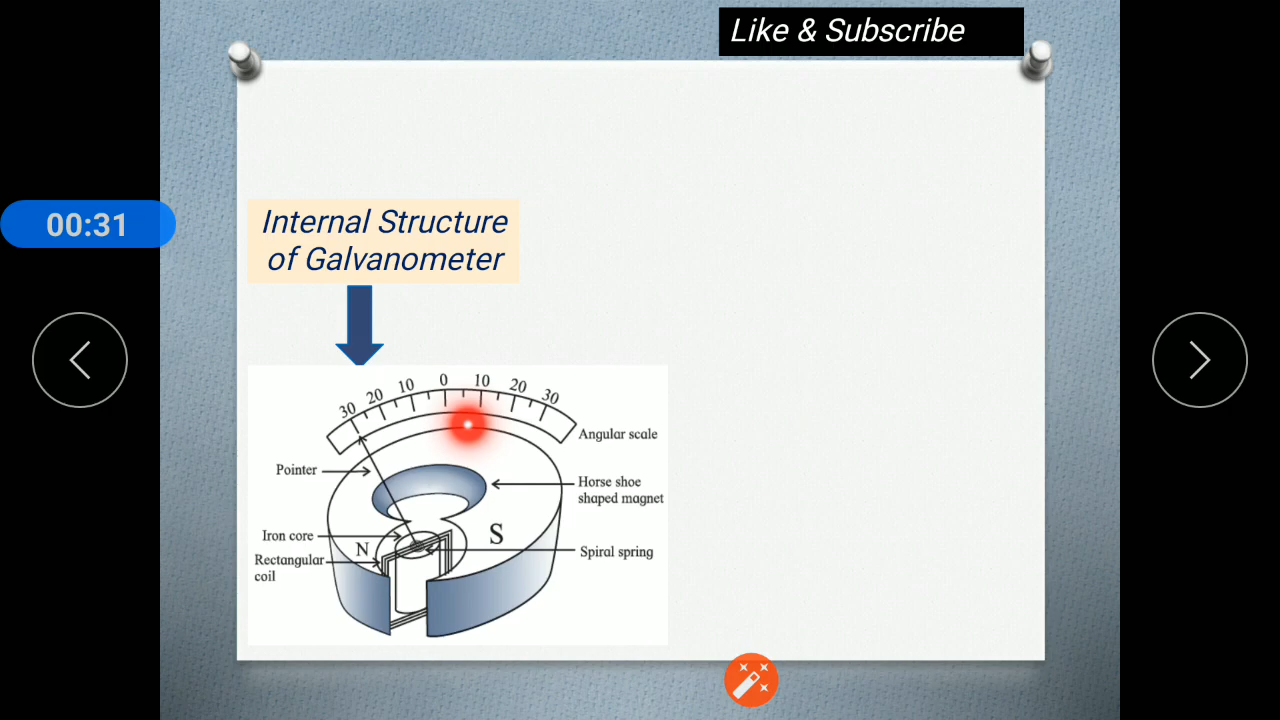 Like & Subscribe
00:31
Internal Structure
of Galvanometer
30 20 10 0 10 20 30
Angular scale
Pointer
Horse shoe
shaped magnet
Iron core
N
S
Rectangular
coil
Spiral spring